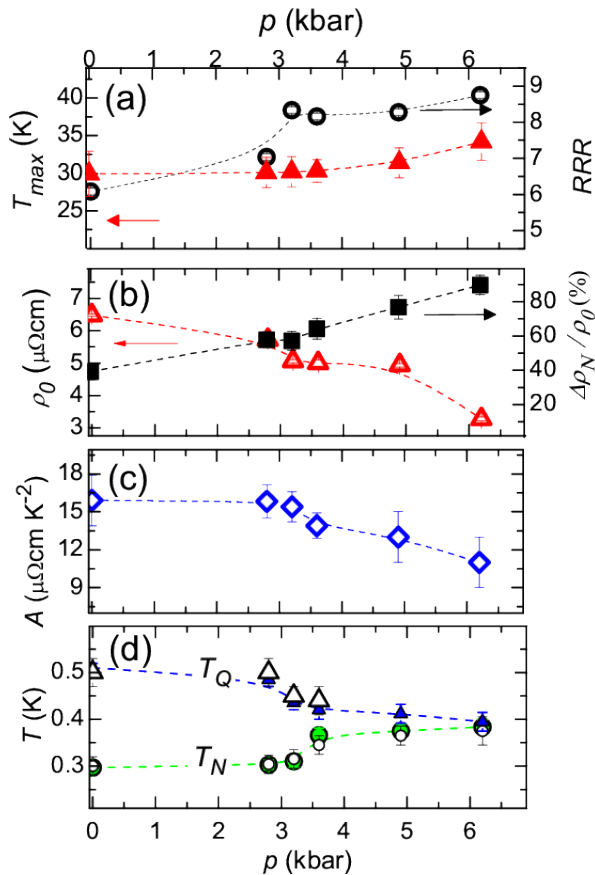 p (kbar)
0 1 2 3 4 5 6
(a)
T_max (K)
40
35
30
25
RRR
9
8
7
6
5
(b)
ρ_0 (μΩcm)
7
6
5
4
3
Δρ_N /ρ_0 (%)
80
60
40
20
(c)
A (μΩcm K⁻²)
18
15
12
9
(d)
T (K)
0.5
0.4
0.3
T_Q
T_N
0 1 2 3 4 5 6
p (kbar)